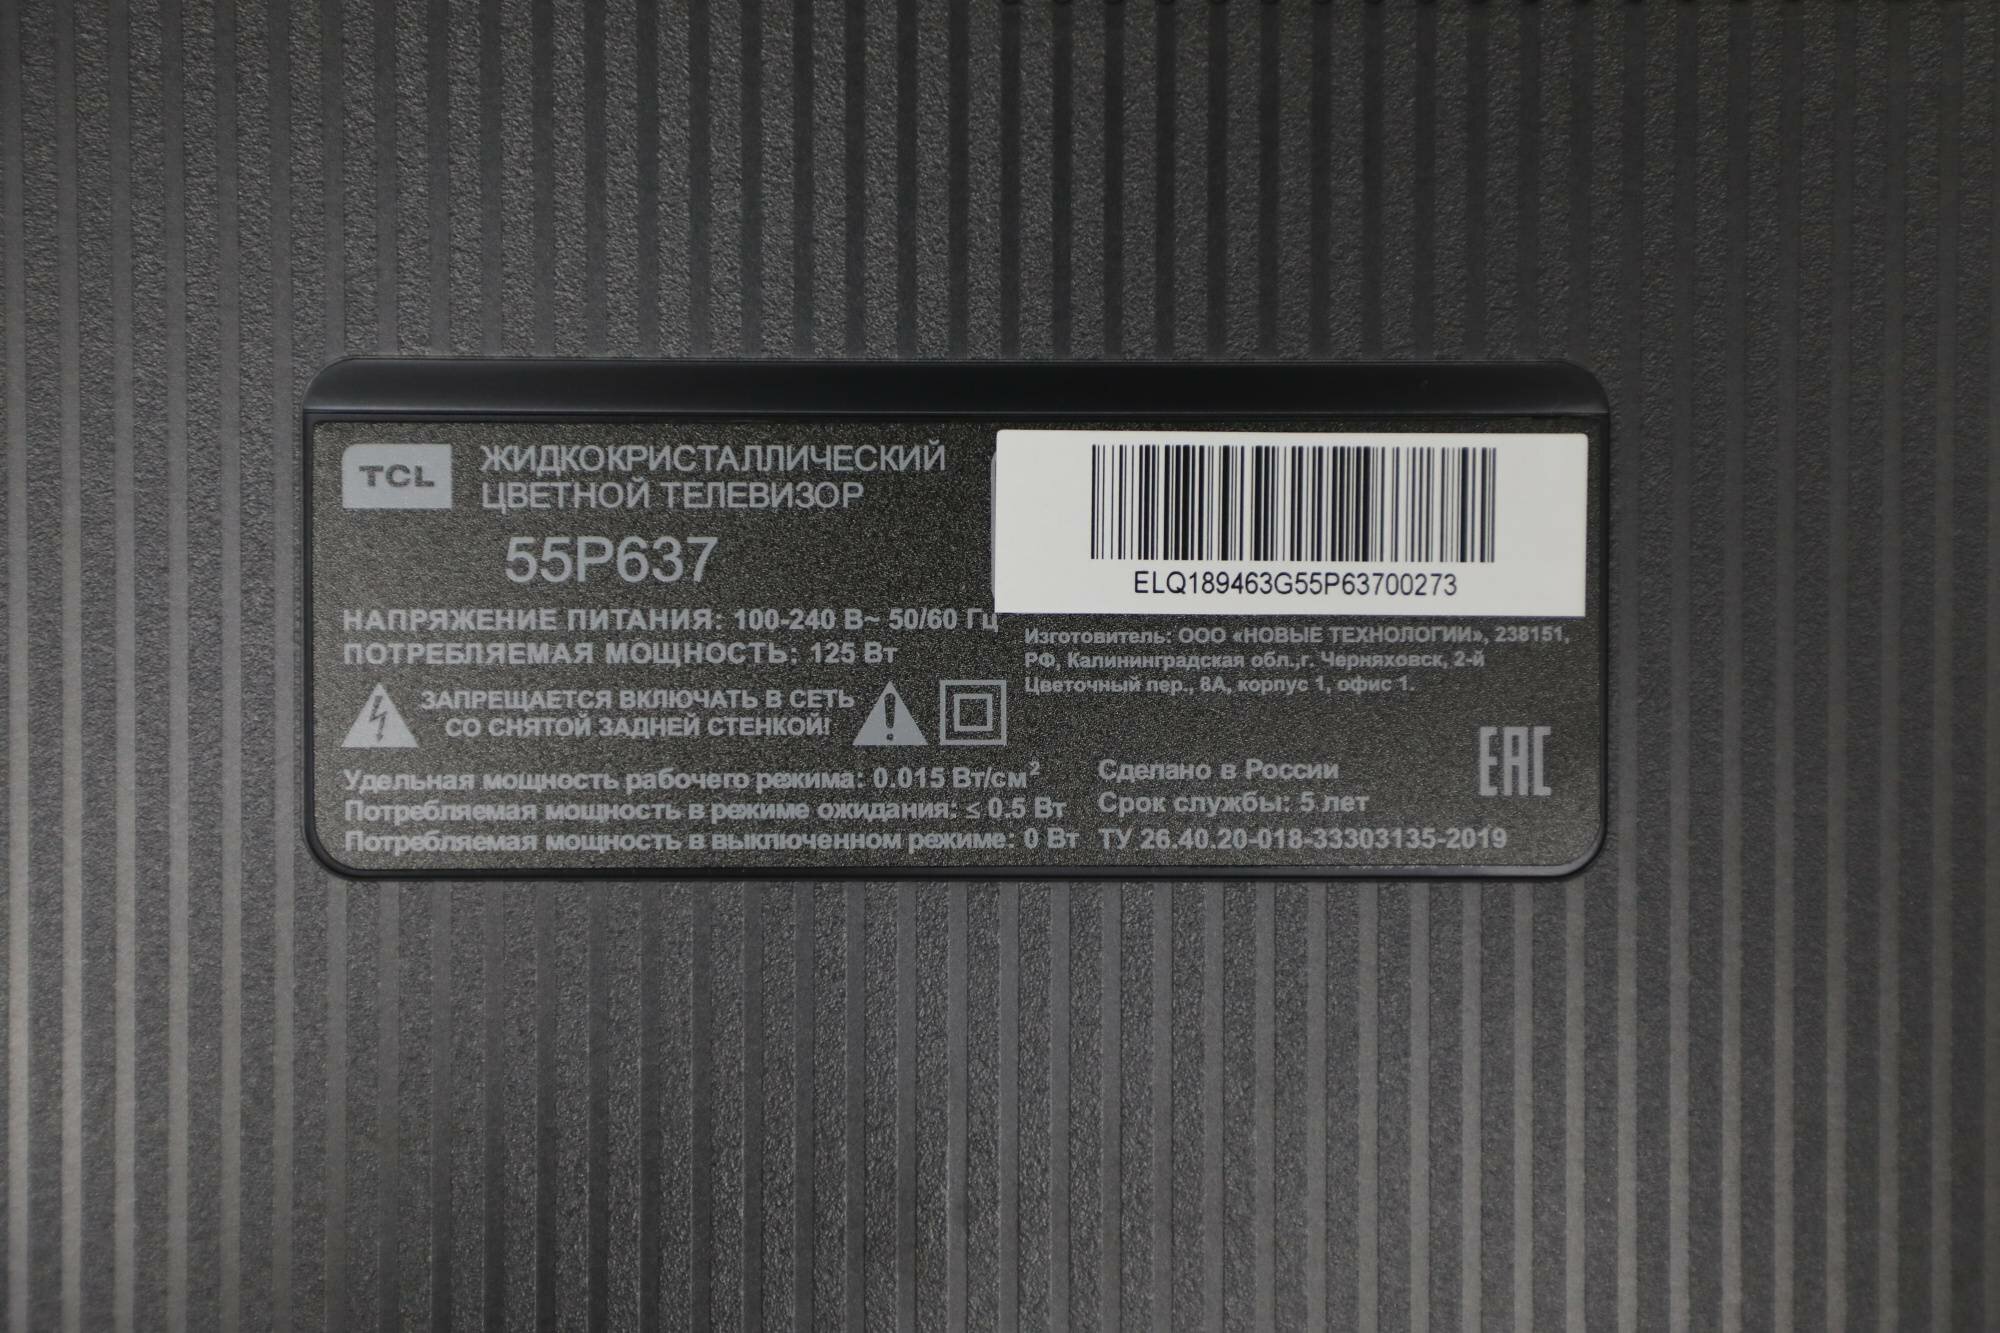 TCL
ЖИДКОКРИСТАЛЛИЧЕСКИЙ
ЦВЕТНОЙ ТЕЛЕВИЗОР
55P637
НАПРЯЖЕНИЕ ПИТАНИЯ: 100-240 В~ 50/60 Гц
ПОТРЕБЛЯЕМАЯ МОЩНОСТЬ: 125 Вт
ЗАПРЕЩАЕТСЯ ВКЛЮЧАТЬ В СЕТЬ
СО СНЯТОЙ ЗАДНЕЙ СТЕНКОЙ!
Удельная мощность рабочего режима: 0.015 Вт/см²
Потребляемая мощность в режиме ожидания: ≤ 0.5 Вт
Потребляемая мощность в выключенном режиме: 0 Вт
ELQ189463G55P63700273
Изготовитель: ООО «НОВЫЕ ТЕХНОЛОГИИ», 238151,
РФ, Калининградская обл.,г. Черняховск, 2-й
Цветочный пер., 8А, корпус 1, офис 1.
EAC
Сделано в России
Срок службы: 5 лет
ТУ 26.40.20-018-33303135-2019